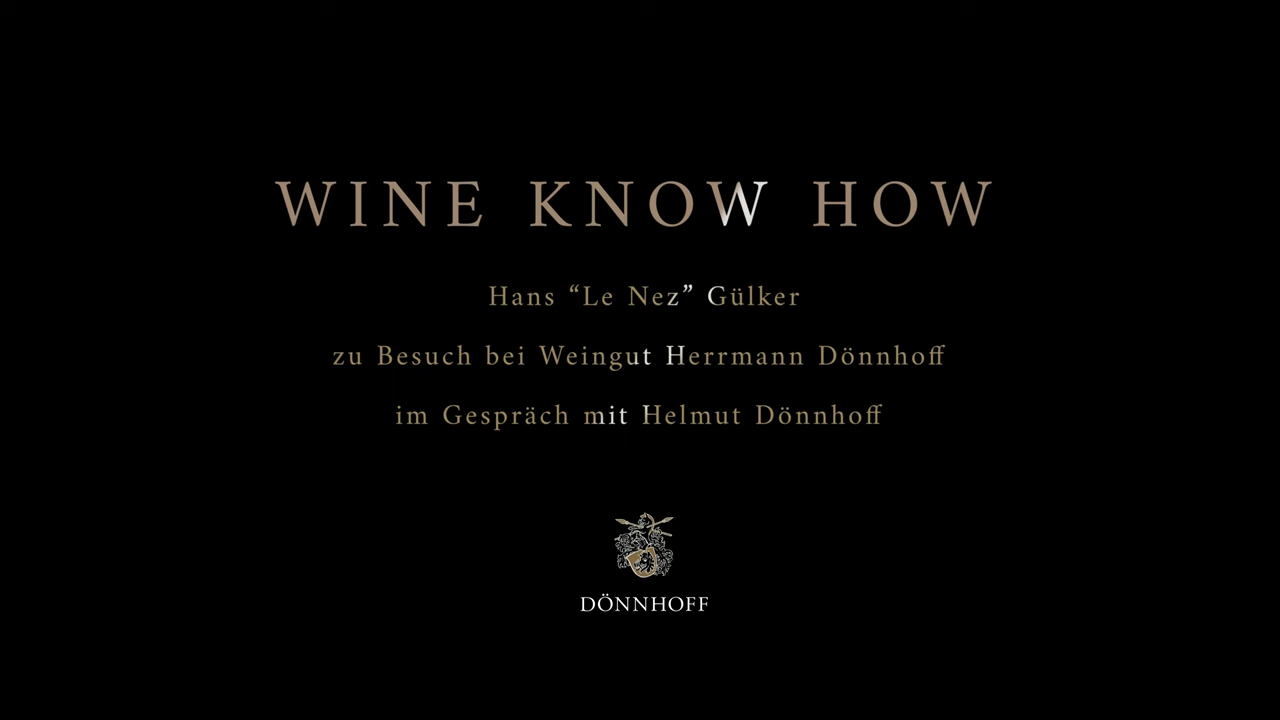 WINE KNOW HOW
Hans “Le Nez” Gülker
zu Besuch bei Weingut Herrmann Dönnhoff
im Gespräch mit Helmut Dönnhoff
DÖNNHOFF